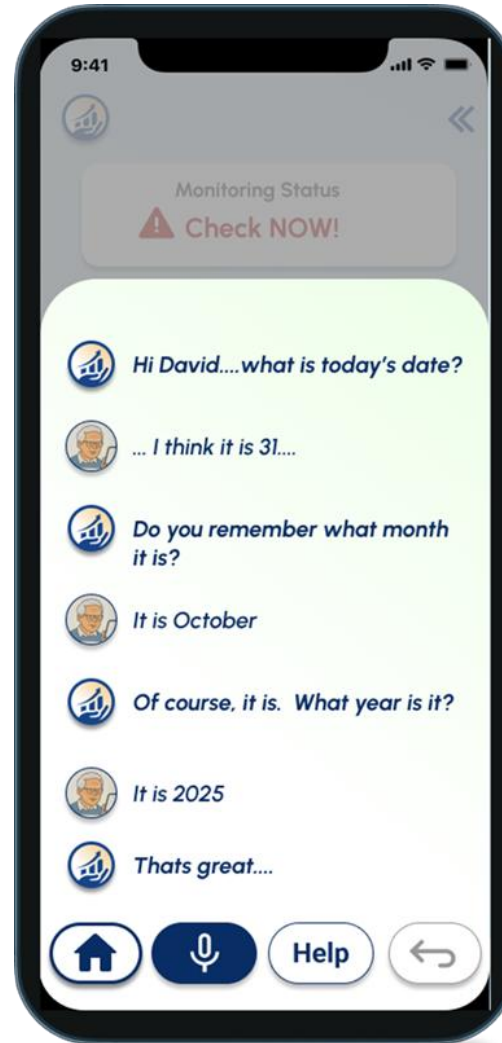 9:41
Monitoring Status
Check NOW!
Hi David....what is today's date?
... I think it is 31....
Do you remember what month
it is?
It is October
Of course, it is. What year is it?
It is 2025
Thats great....
Help